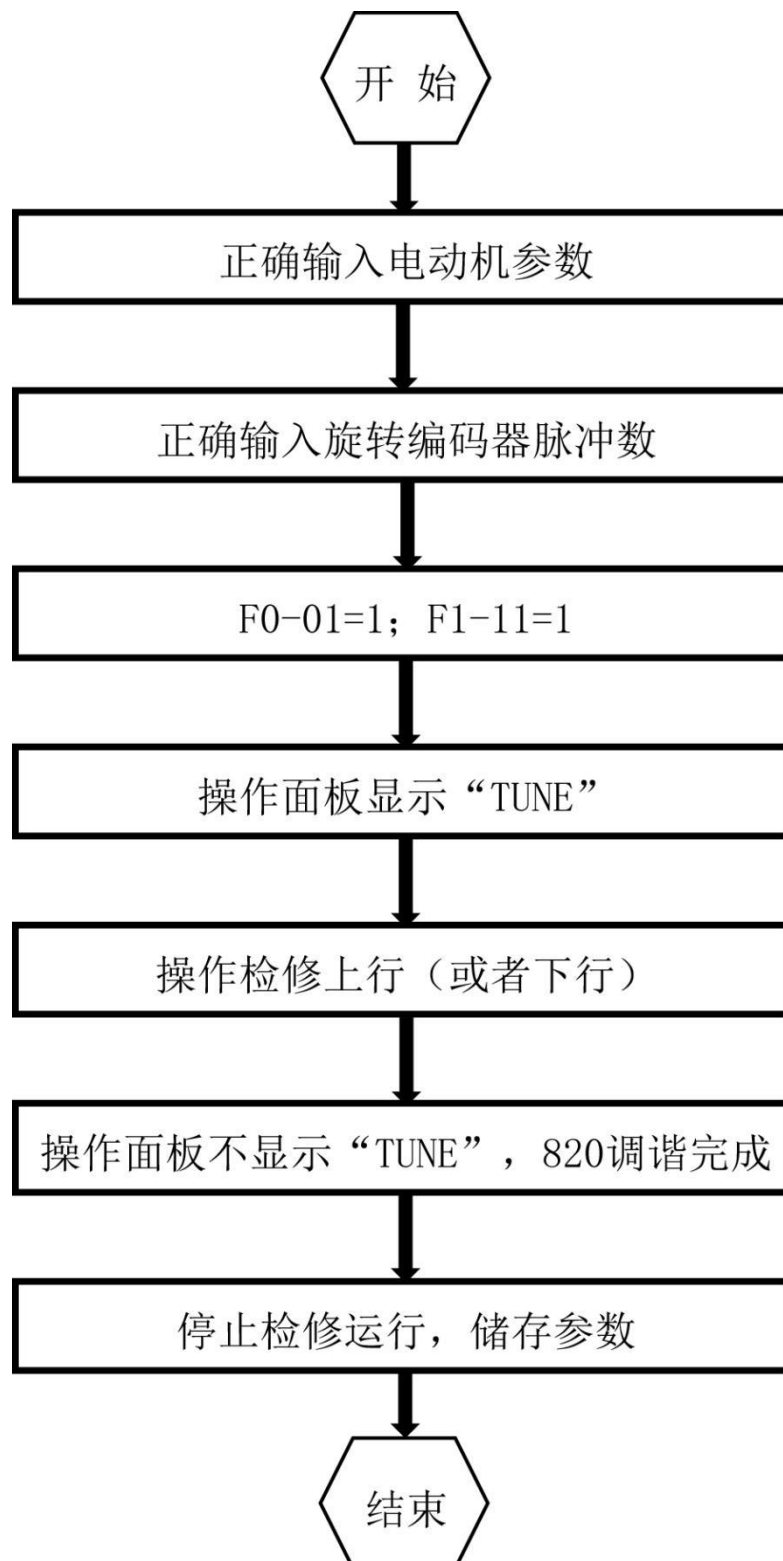 开 始
正确输入电动机参数
正确输入旋转编码器脉冲数
F0-01=1；F1-11=1
操作面板显示“TUNE”
操作检修上行（或者下行）
操作面板不显示“TUNE”，820调谐完成
停止检修运行，储存参数
结束